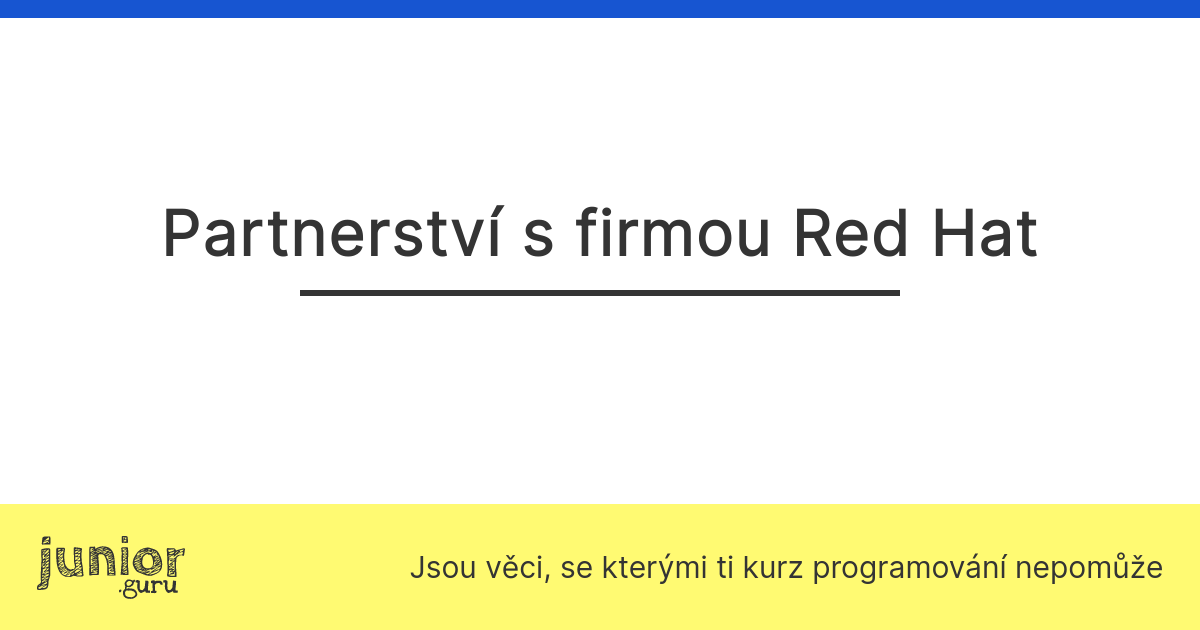 Partnerství s firmou Red Hat
junior
.guru
Jsou věci, se kterými ti kurz programování nepomůže